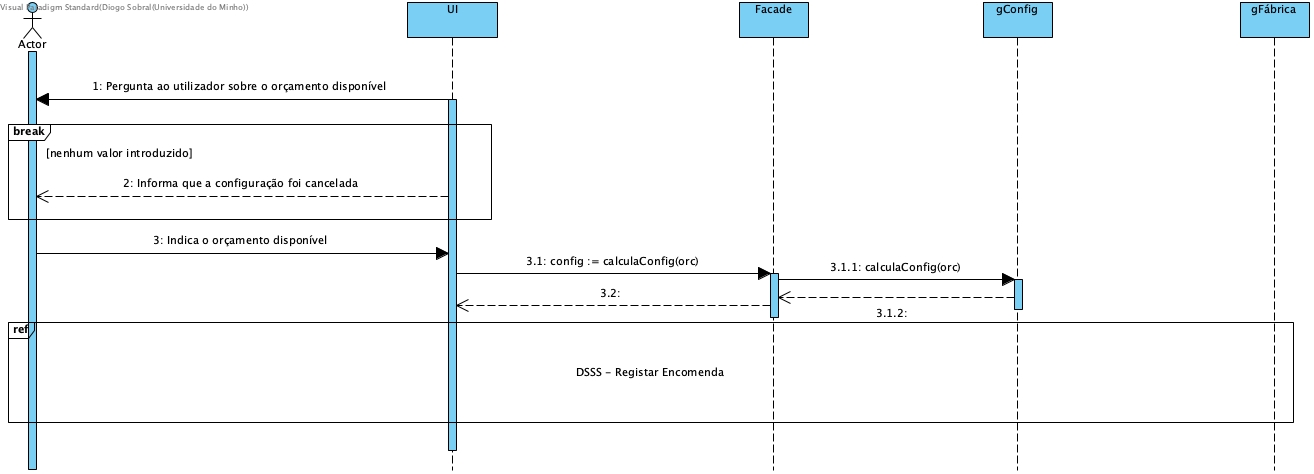 Visual Paradigm Standard(Diogo Sobral(Universidade do Minho))
Actor
UI
Facade
gConfig
gFábrica
1: Pergunta ao utilizador sobre o orçamento disponível
break
[nenhum valor introduzido]
2: Informa que a configuração foi cancelada
3: Indica o orçamento disponível
3.1: config := calculaConfig(orc)
3.1.1: calculaConfig(orc)
3.2:
3.1.2:
ref
DSSS - Registar Encomenda